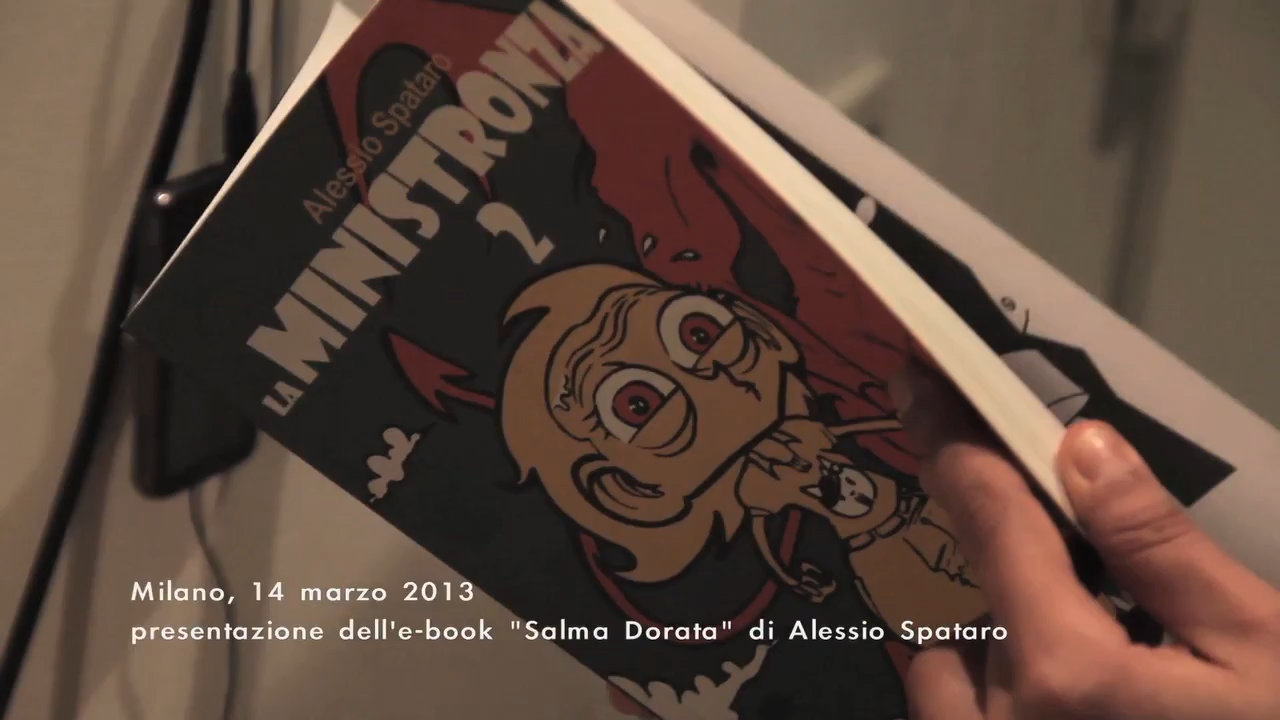 Alessio Spataro
LA MINISTRONZA
2
Milano, 14 marzo 2013
presentazione dell'e-book "Salma Dorata" di Alessio Spataro